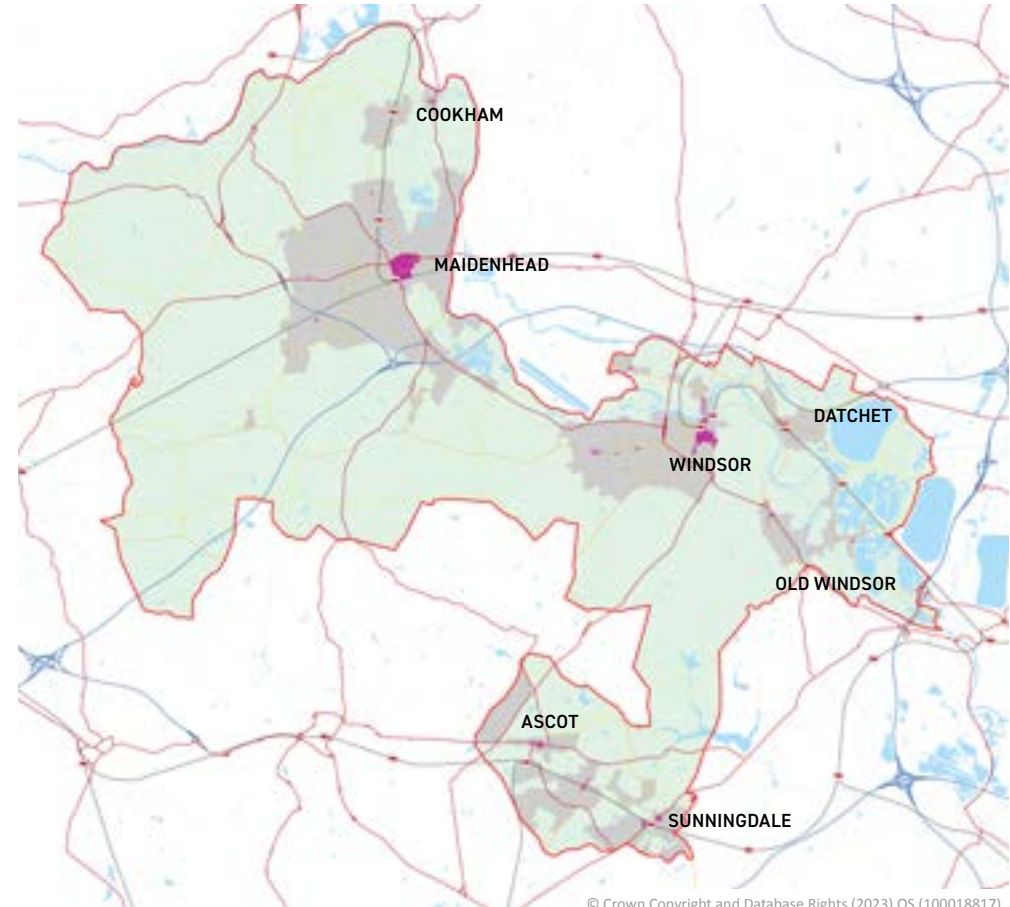 COOKHAM
MAIDENHEAD
DATCHET
WINDSOR
OLD WINDSOR
ASCOT
SUNNINGDALE
© Crown Copyright and Database Rights (2023) OS (100018817)